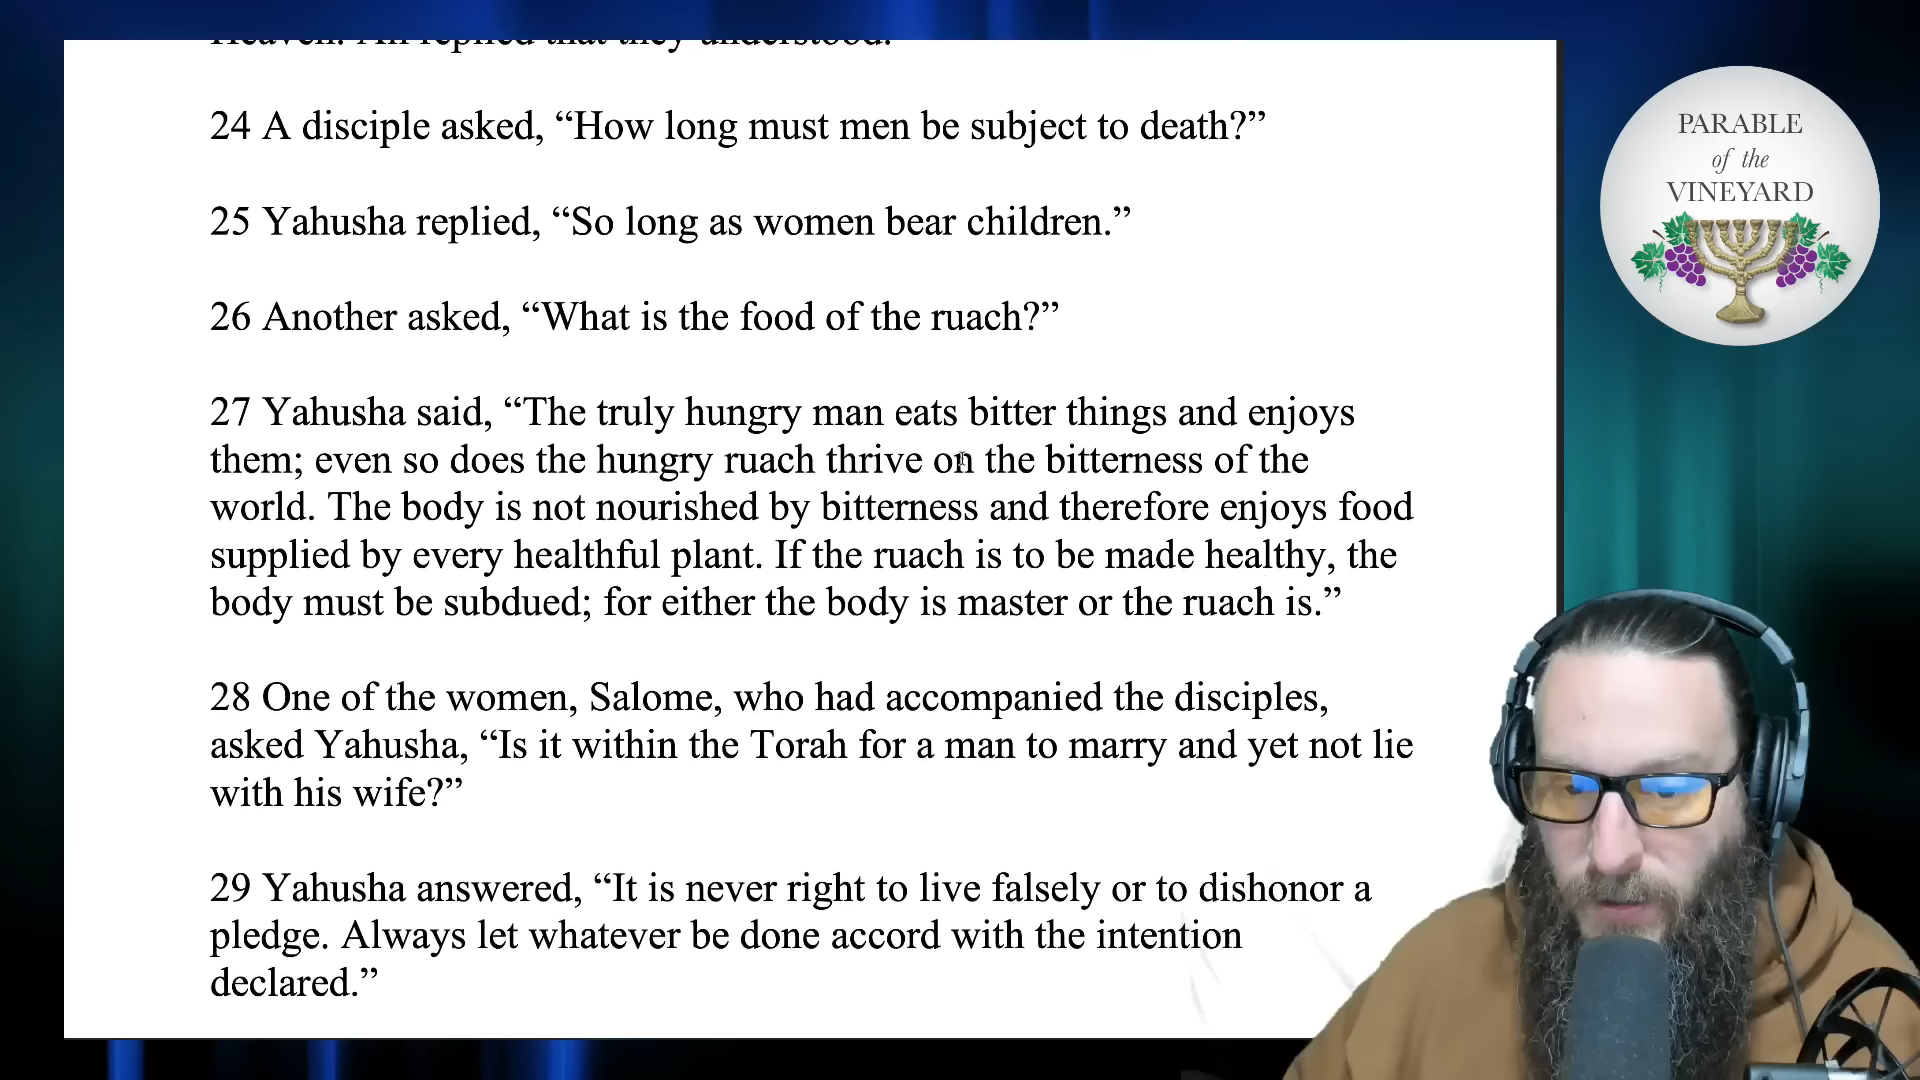 Heaven. All replied that they understood.
24 A disciple asked, “How long must men be subject to death?”
25 Yahusha replied, “So long as women bear children.”
26 Another asked, “What is the food of the ruach?”
27 Yahusha said, “The truly hungry man eats bitter things and enjoys
them; even so does the hungry ruach thrive on the bitterness of the
world. The body is not nourished by bitterness and therefore enjoys food
supplied by every healthful plant. If the ruach is to be made healthy, the
body must be subdued; for either the body is master or the ruach is.”
28 One of the women, Salome, who had accompanied the disciples,
asked Yahusha, “Is it within the Torah for a man to marry and yet not lie
with his wife?”
29 Yahusha answered, “It is never right to live falsely or to dishonor a
pledge. Always let whatever be done accord with the intention
declared.”
PARABLE
of the
VINEYARD